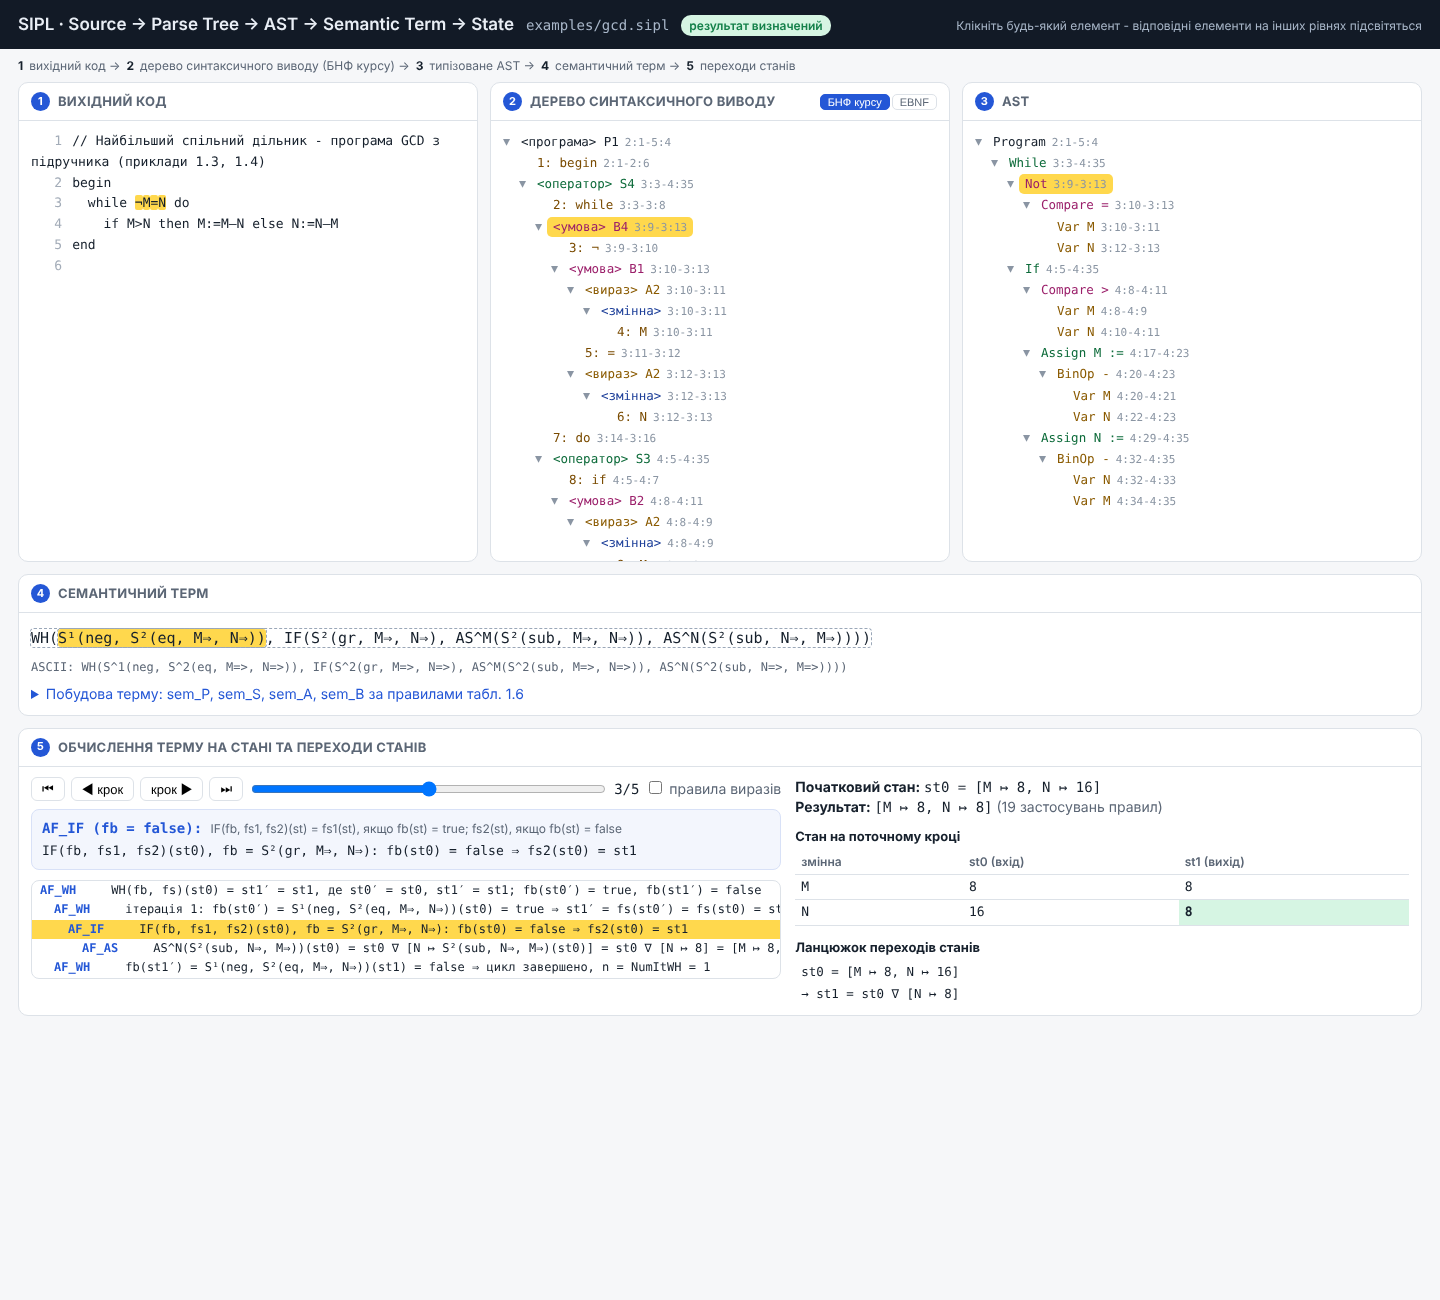 SIPL · Source → Parse Tree → AST → Semantic Term → State examples/gcd.sipl результат визначений Клікніть будь-який елемент - відповідні елементи на інших рівнях підсвітяться
1 вихідний код → 2 дерево синтаксичного виводу (БНФ курсу) → 3 типізоване AST → 4 семантичний терм → 5 переходи станів
1 ВИХІДНИЙ КОД
1 // Найбільший спільний дільник - програма GCD з
підручника (приклади 1.3, 1.4)
2 begin
3 while ¬M=N do
4 if M>N then M:=M–N else N:=N–M
5 end
6
2 ДЕРЕВО СИНТАКСИЧНОГО ВИВОДУ БНФ курсу EBNF
▼ <програма> P1 2:1-5:4
1: begin 2:1-2:6
▼ <оператор> S4 3:3-4:35
2: while 3:3-3:8
▼ <умова> B4 3:9-3:13
3: ¬ 3:9-3:10
▼ <умова> B1 3:10-3:13
▼ <вираз> A2 3:10-3:11
▼ <змінна> 3:10-3:11
4: M 3:10-3:11
5: = 3:11-3:12
▼ <вираз> A2 3:12-3:13
▼ <змінна> 3:12-3:13
6: N 3:12-3:13
7: do 3:14-3:16
▼ <оператор> S3 4:5-4:35
8: if 4:5-4:7
▼ <умова> B2 4:8-4:11
▼ <вираз> A2 4:8-4:9
▼ <змінна> 4:8-4:9
3 AST
▼ Program 2:1-5:4
▼ While 3:3-4:35
▼ Not 3:9-3:13
▼ Compare = 3:10-3:13
Var M 3:10-3:11
Var N 3:12-3:13
▼ If 4:5-4:35
▼ Compare > 4:8-4:11
Var M 4:8-4:9
Var N 4:10-4:11
▼ Assign M := 4:17-4:23
▼ BinOp - 4:20-4:23
Var M 4:20-4:21
Var N 4:22-4:23
▼ Assign N := 4:29-4:35
▼ BinOp - 4:32-4:35
Var N 4:32-4:33
Var M 4:34-4:35
4 СЕМАНТИЧНИЙ ТЕРМ
WH(S¹(neg, S²(eq, M⇒, N⇒)), IF(S²(gr, M⇒, N⇒), AS^M(S²(sub, M⇒, N⇒)), AS^N(S²(sub, N⇒, M⇒))))
ASCII: WH(S^1(neg, S^2(eq, M=>, N=>)), IF(S^2(gr, M=>, N=>), AS^M(S^2(sub, M=>, N=>)), AS^N(S^2(sub, N=>, M=>))))
▶ Побудова терму: sem_P, sem_S, sem_A, sem_B за правилами табл. 1.6
5 ОБЧИСЛЕННЯ ТЕРМУ НА СТАНІ ТА ПЕРЕХОДИ СТАНІВ
⏮ ◀ крок крок ▶ ⏭ 3/5 правила виразів
AF_IF (fb = false): IF(fb, fs1, fs2)(st) = fs1(st), якщо fb(st) = true; fs2(st), якщо fb(st) = false
IF(fb, fs1, fs2)(st0), fb = S²(gr, M⇒, N⇒): fb(st0) = false ⇒ fs2(st0) = st1
AF_WH WH(fb, fs)(st0) = st1′ = st1, де st0′ = st0, st1′ = st1; fb(st0′) = true, fb(st1′) = false
AF_WH ітерація 1: fb(st0′) = S¹(neg, S²(eq, M⇒, N⇒))(st0) = true ⇒ st1′ = fs(st0′) = fs(st0) = st
AF_IF IF(fb, fs1, fs2)(st0), fb = S²(gr, M⇒, N⇒): fb(st0) = false ⇒ fs2(st0) = st1
AF_AS AS^N(S²(sub, N⇒, M⇒))(st0) = st0 ∇ [N ↦ S²(sub, N⇒, M⇒)(st0)] = st0 ∇ [N ↦ 8] = [M ↦ 8,
AF_WH fb(st1′) = S¹(neg, S²(eq, M⇒, N⇒))(st1) = false ⇒ цикл завершено, n = NumItWH = 1
Початковий стан: st0 = [M ↦ 8, N ↦ 16]
Результат: [M ↦ 8, N ↦ 8] (19 застосувань правил)
Стан на поточному кроці
змінна st0 (вхід) st1 (вихід)
M 8 8
N 16 8
Ланцюжок переходів станів
st0 = [M ↦ 8, N ↦ 16]
→ st1 = st0 ∇ [N ↦ 8]